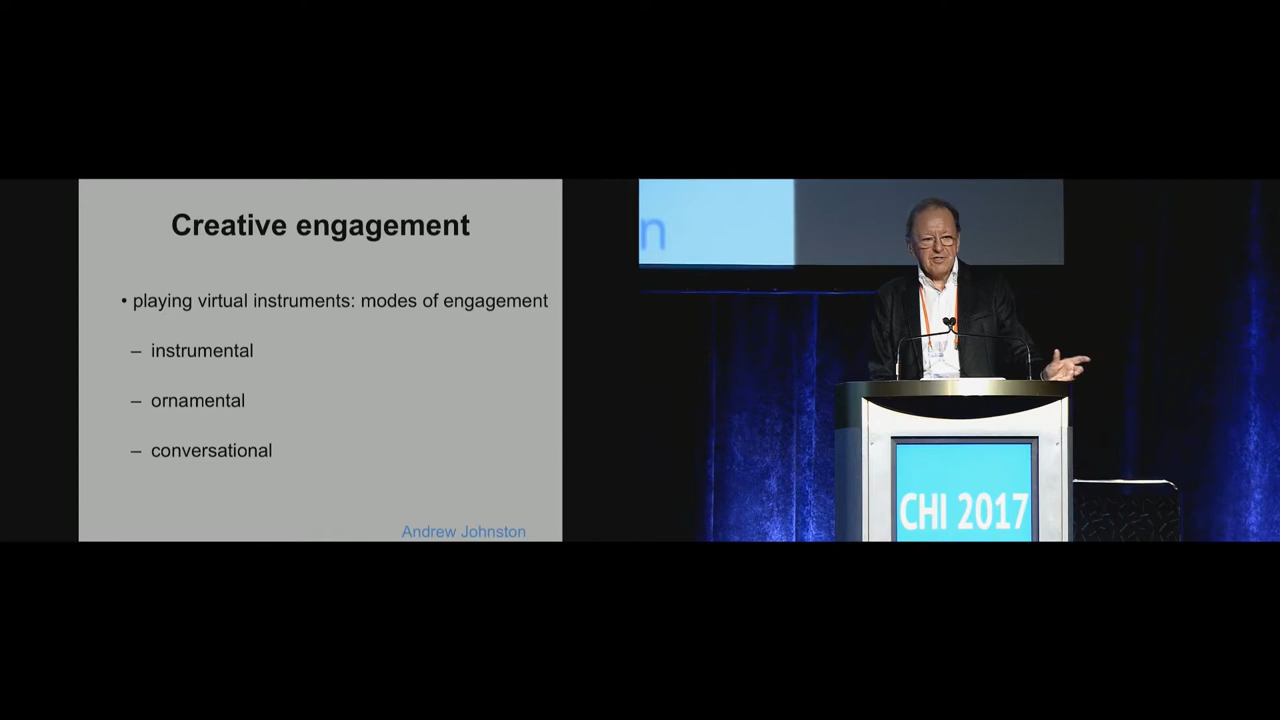 Creative engagement
• playing virtual instruments: modes of engagement
– instrumental
– ornamental
– conversational
Andrew Johnston
n
CHI 2017